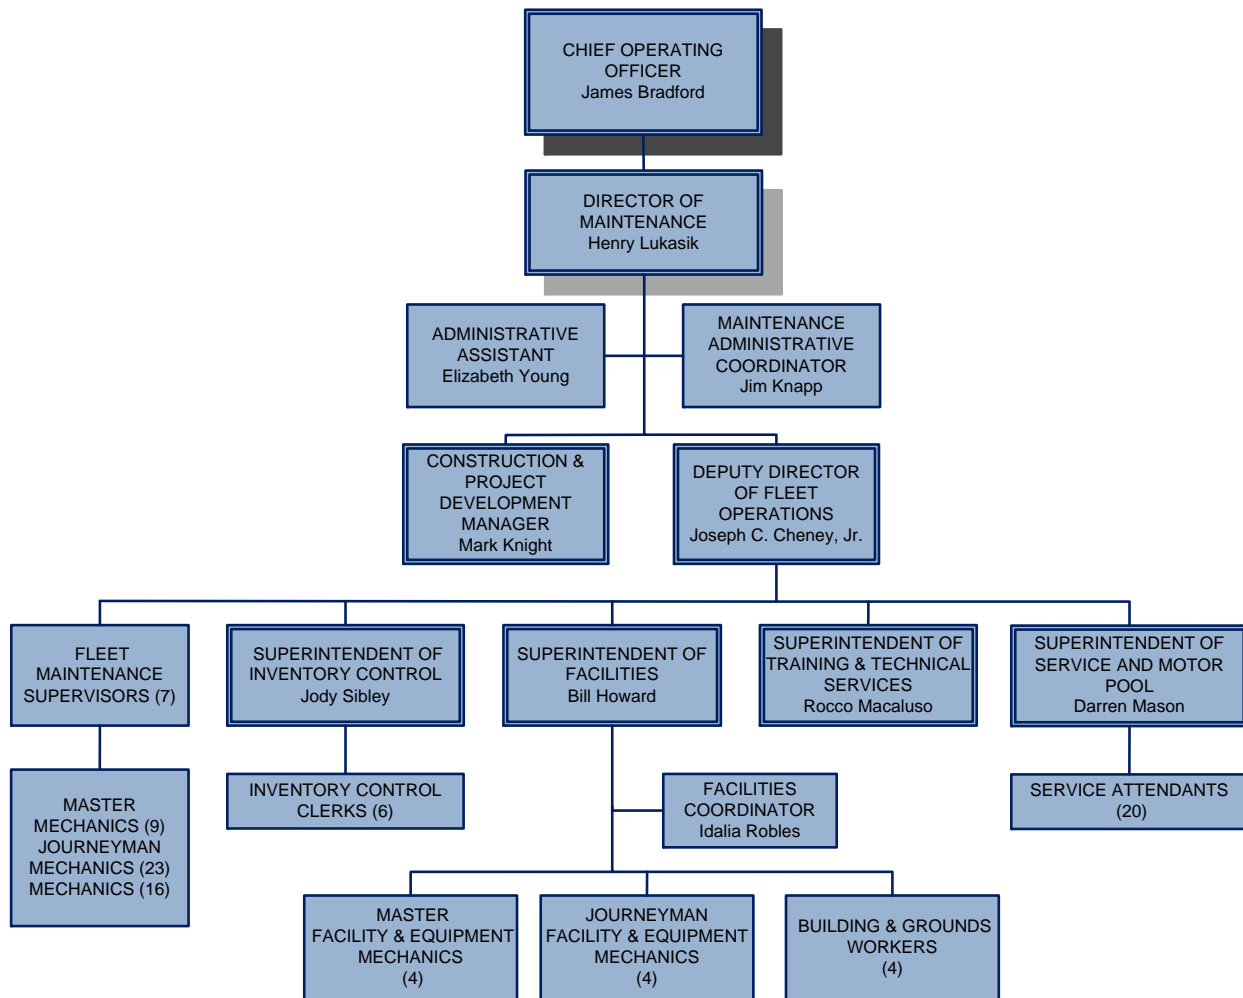 CHIEF OPERATING
OFFICER
James Bradford
DIRECTOR OF
MAINTENANCE
Henry Lukasik
ADMINISTRATIVE
ASSISTANT
Elizabeth Young
MAINTENANCE
ADMINISTRATIVE
COORDINATOR
Jim Knapp
CONSTRUCTION &
PROJECT
DEVELOPMENT
MANAGER
Mark Knight
DEPUTY DIRECTOR
OF FLEET
OPERATIONS
Joseph C. Cheney, Jr.
FLEET
MAINTENANCE
SUPERVISORS (7)
SUPERINTENDENT OF
INVENTORY CONTROL
Jody Sibley
SUPERINTENDENT OF
FACILITIES
Bill Howard
SUPERINTENDENT OF
TRAINING & TECHNICAL
SERVICES
Rocco Macaluso
SUPERINTENDENT OF
SERVICE AND MOTOR
POOL
Darren Mason
MASTER
MECHANICS (9)
JOURNEYMAN
MECHANICS (23)
MECHANICS (16)
INVENTORY CONTROL
CLERKS (6)
FACILITIES
COORDINATOR
Idalia Robles
SERVICE ATTENDANTS
(20)
MASTER
FACILITY & EQUIPMENT
MECHANICS
(4)
JOURNEYMAN
FACILITY & EQUIPMENT
MECHANICS
(4)
BUILDING & GROUNDS
WORKERS
(4)